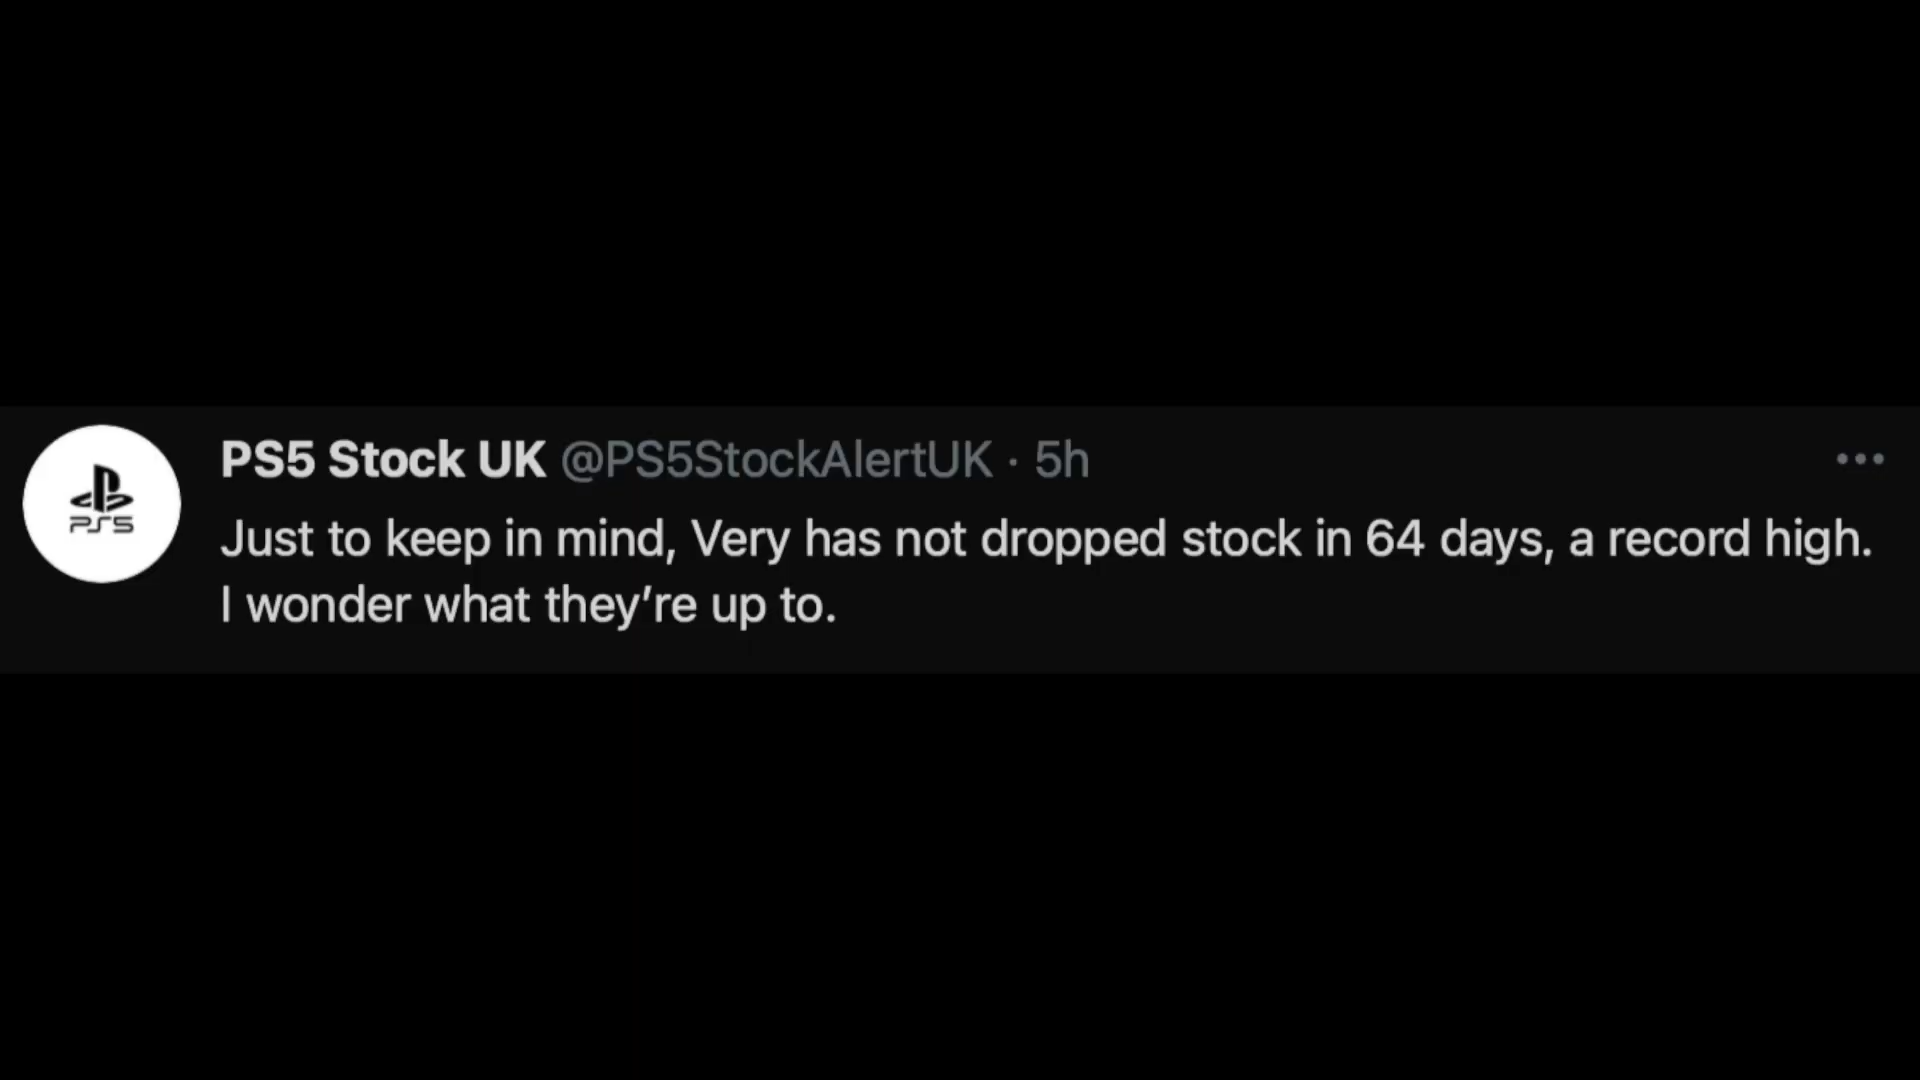 PS5 Stock UK @PS5StockAlertUK · 5h
PS5
Just to keep in mind, Very has not dropped stock in 64 days, a record high.
I wonder what they’re up to.